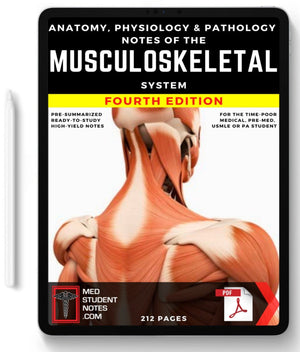 ANATOMY, PHYSIOLOGY & PATHOLOGY
NOTES OF THE
MUSCULOSKELETAL
SYSTEM
FOURTH EDITION
PRE-SUMMARIZED
READY-TO-STUDY
HIGH-YIELD NOTES
FOR THE TIME-POOR
MEDICAL, PRE-MED,
USMLE OR PA STUDENT
MED
STUDENT
NOTES
.COM
212 PAGES
PDF